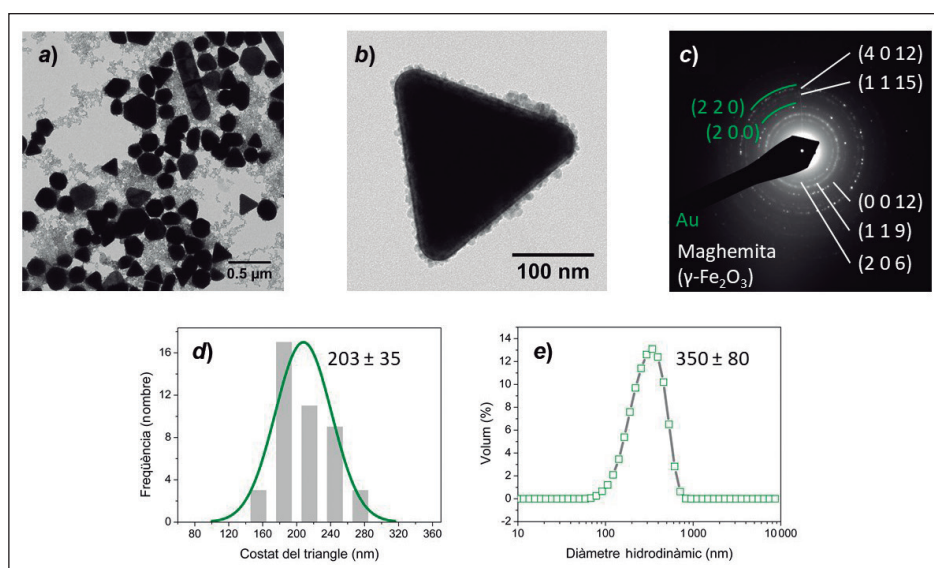 a)
0.5 µm
b)
100 nm
c)
(4 0 12)
(1 1 15)
(2 2 0)
(2 0 0)
(0 0 12)
(1 1 9)
(2 0 6)
Au
Maghemita
(γ-Fe₂O₃)
d)
203 ± 35
16
12
8
4
0
Freqüència (nombre)
80 120 160 200 240 280 320 360
Costat del triangle (nm)
e)
350 ± 80
14
12
10
8
6
4
2
0
-2
Volum (%)
10 100 1000 10 000
Diàmetre hidrodinàmic (nm)